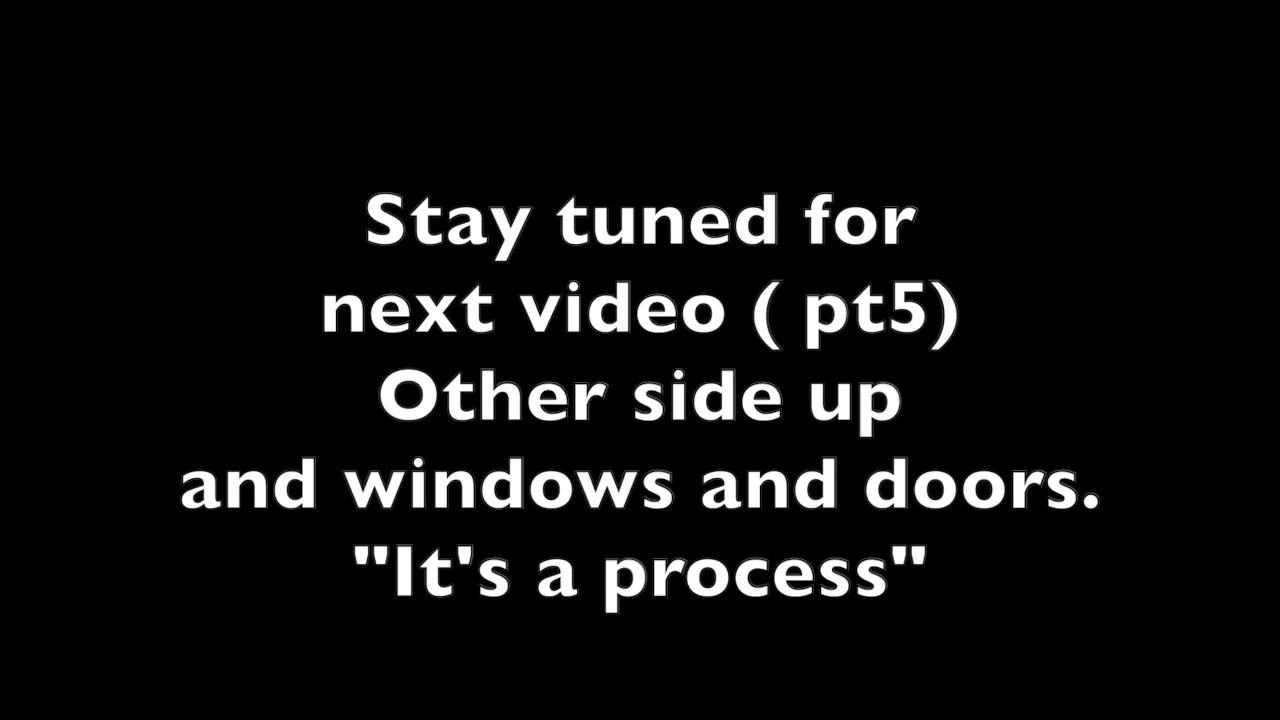 Stay tuned for
next video ( pt5)
Other side up
and windows and doors.
"It's a process"